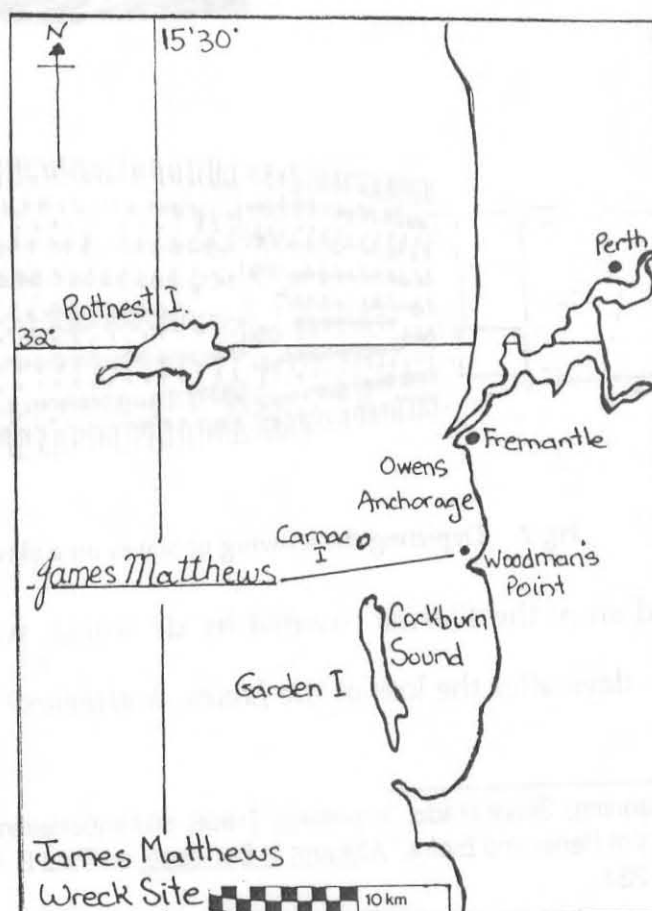 N
15'30'
Perth
Rottnest I
32°
Fremantle
Owens
Anchorage
Carnac
I
James Matthews
Woodman's
Point
Cockburn
Sound
Garden I
James Matthews
Wreck Site
10 km